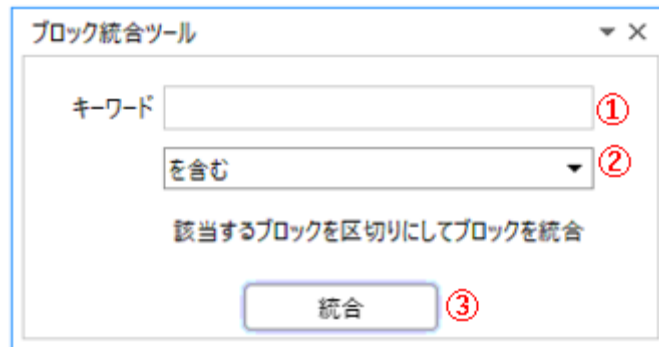 ブロック統合ツール
キーワード ①
を含む ②
該当するブロックを区切りにしてブロックを統合
統合 ③